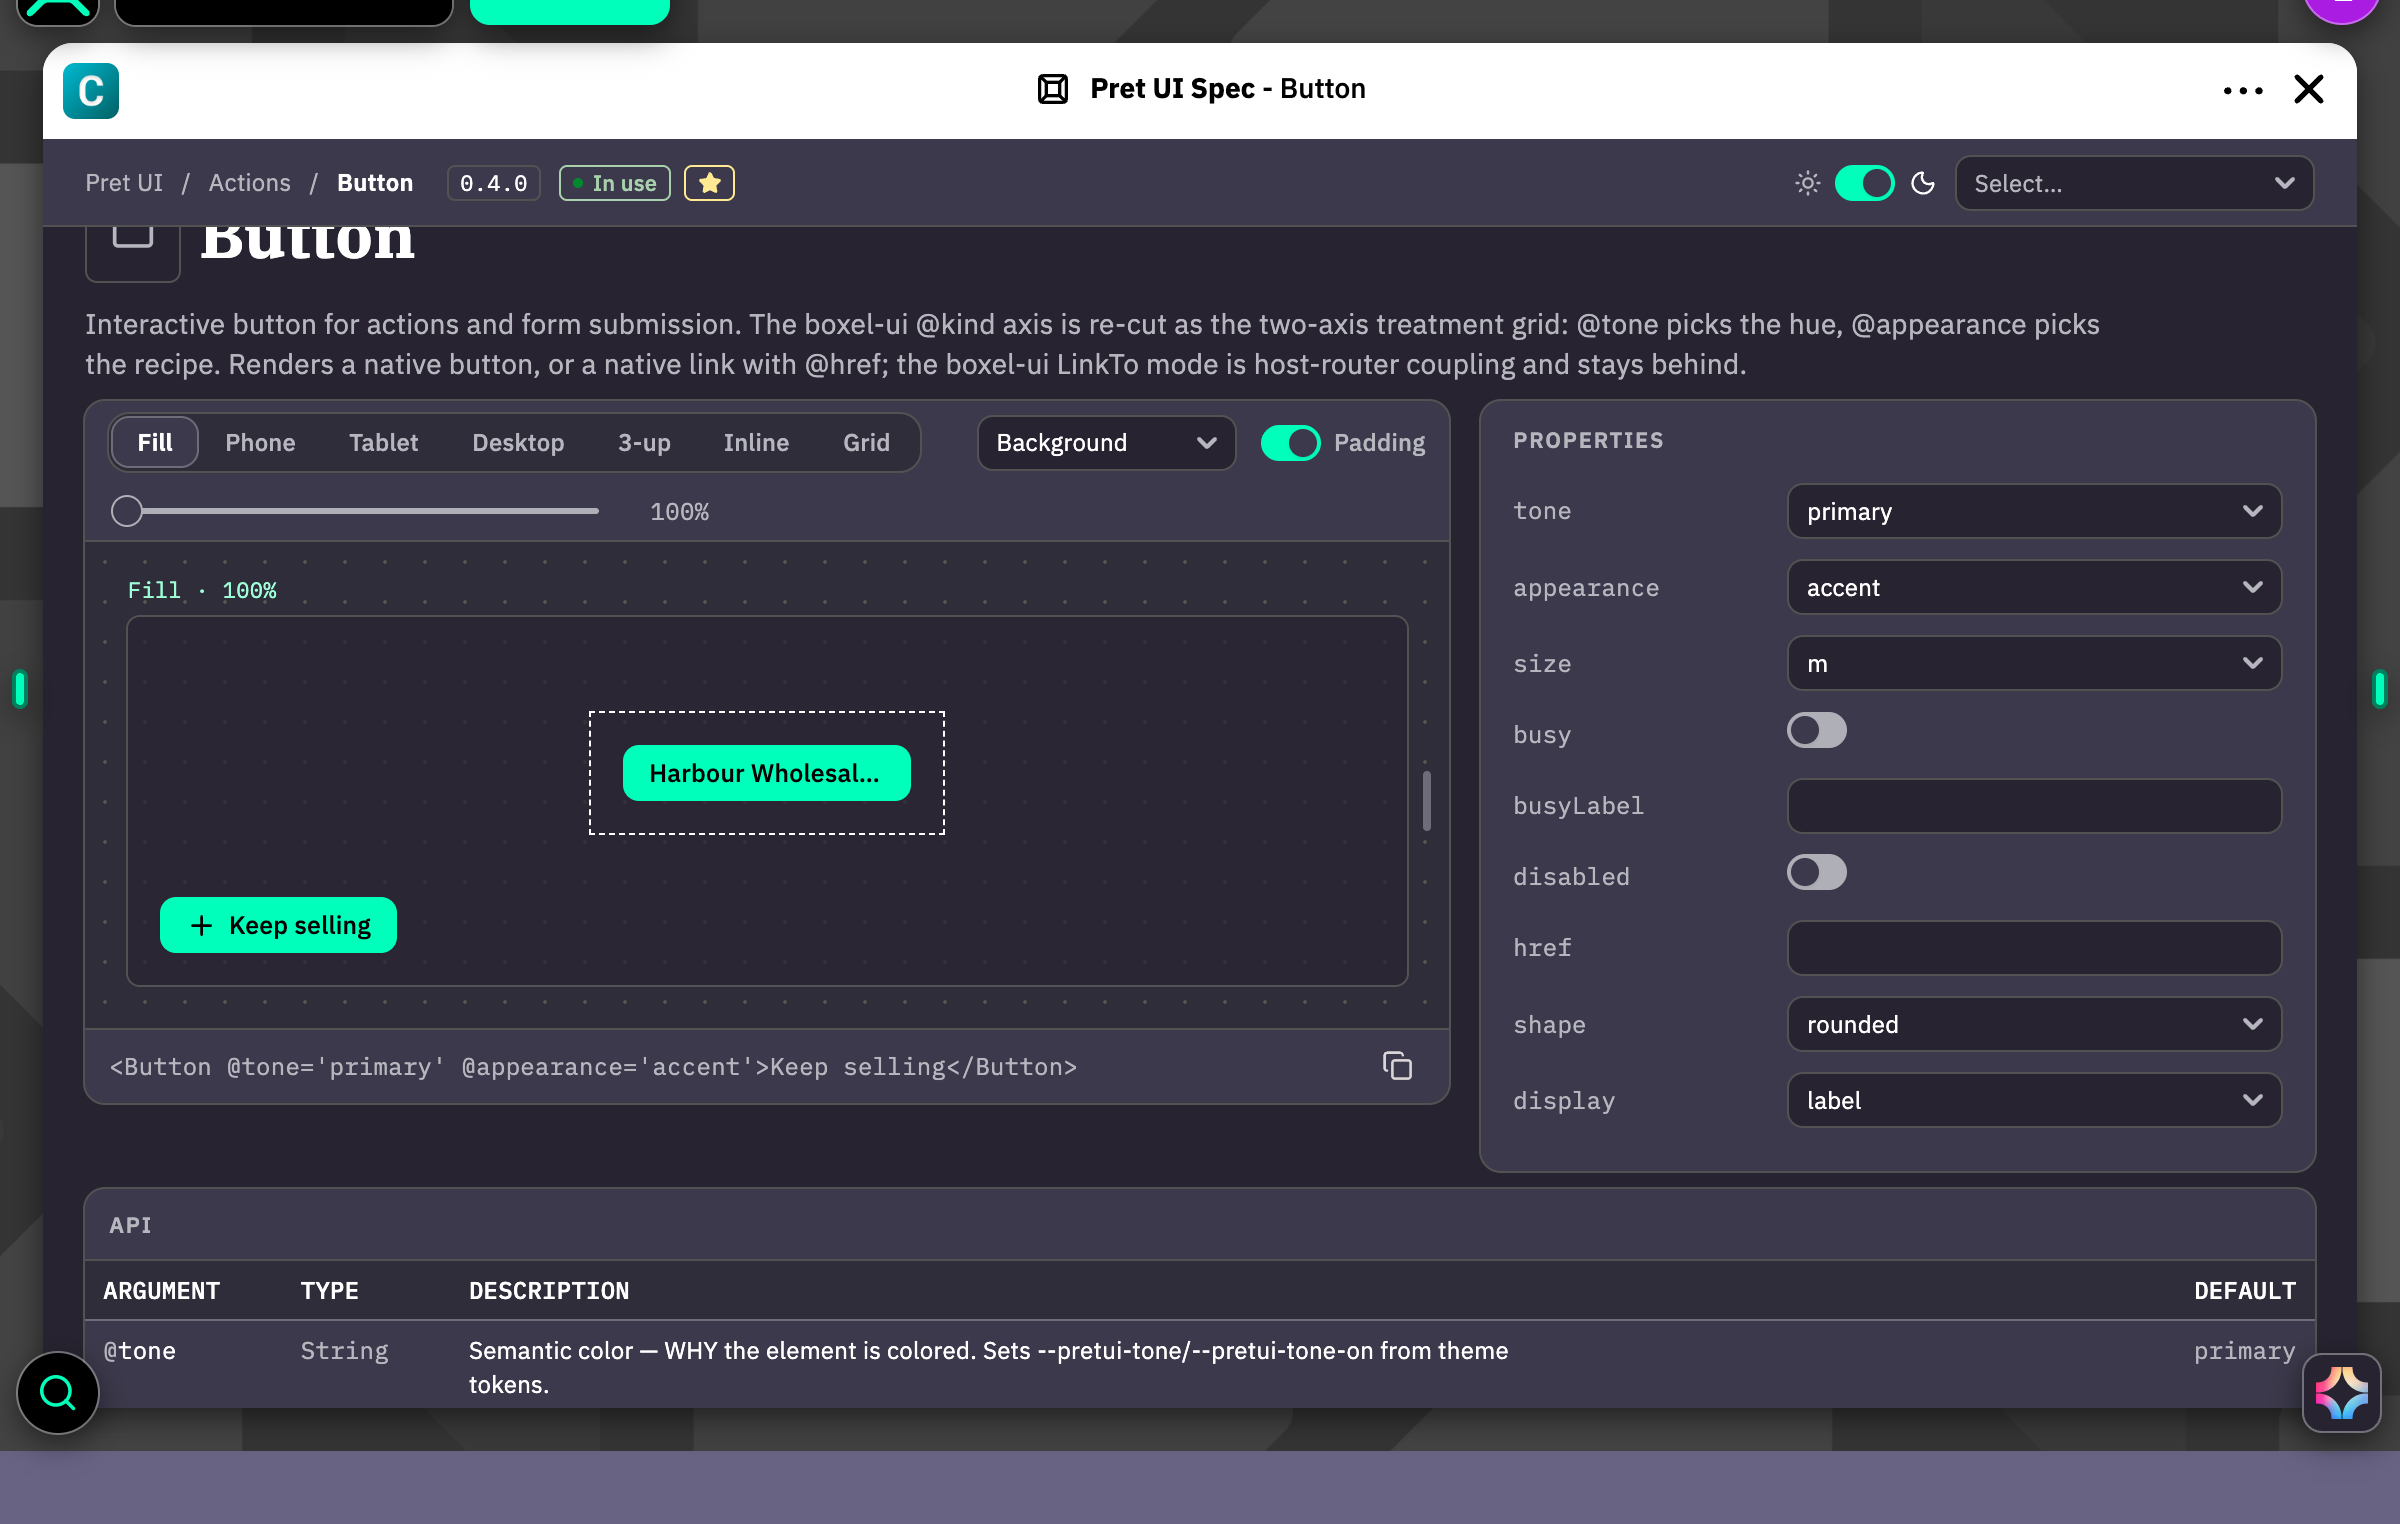 C
Pret UI Spec - Button
Pret UI / Actions / Button 0.4.0 In use
Select...
Button
Interactive button for actions and form submission. The boxel-ui @kind axis is re-cut as the two-axis treatment grid: @tone picks the hue, @appearance picks
the recipe. Renders a native button, or a native link with @href; the boxel-ui LinkTo mode is host-router coupling and stays behind.
Fill Phone Tablet Desktop 3-up Inline Grid Background Padding
100%
Fill · 100%
Harbour Wholesal...
+ Keep selling
<Button @tone='primary' @appearance='accent'>Keep selling</Button>
PROPERTIES
tone primary
appearance accent
size m
busy
busyLabel
disabled
href
shape rounded
display label
API
ARGUMENT TYPE DESCRIPTION DEFAULT
@tone String Semantic color — WHY the element is colored. Sets --pretui-tone/--pretui-tone-on from theme primary
tokens.